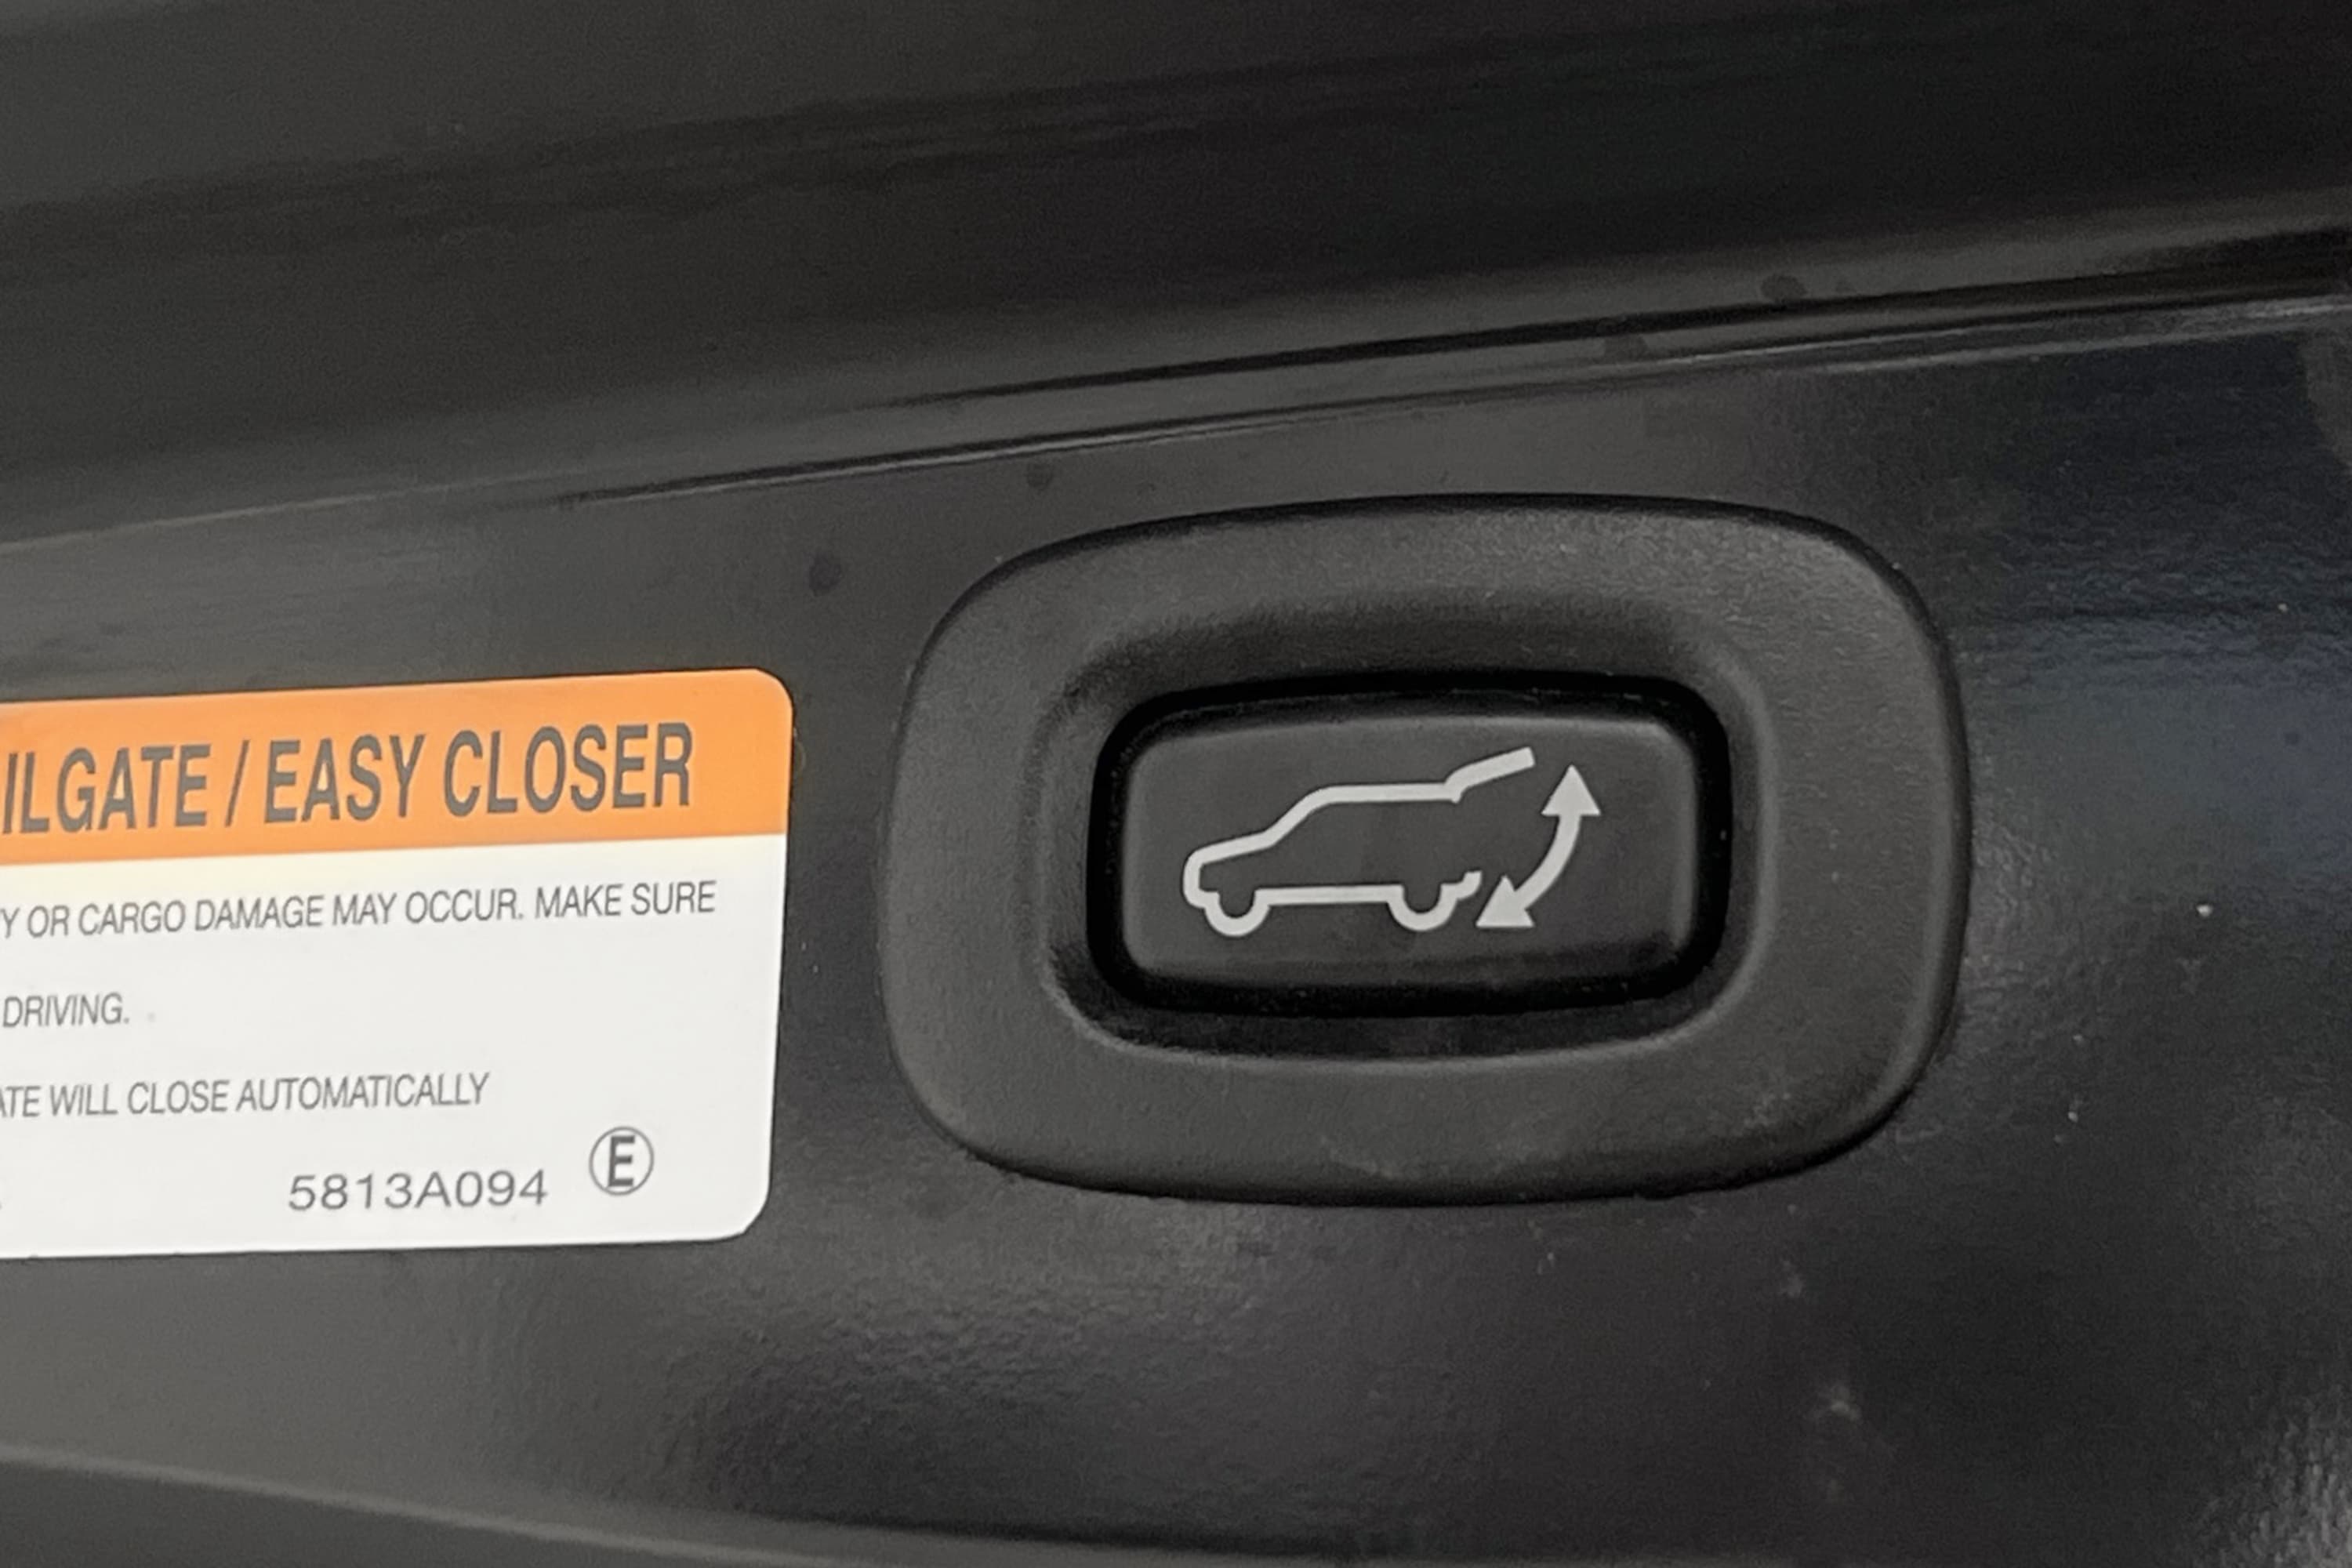 ILGATE / EASY CLOSER
Y OR CARGO DAMAGE MAY OCCUR. MAKE SURE
DRIVING.
ATE WILL CLOSE AUTOMATICALLY
5813A094 Ⓔ